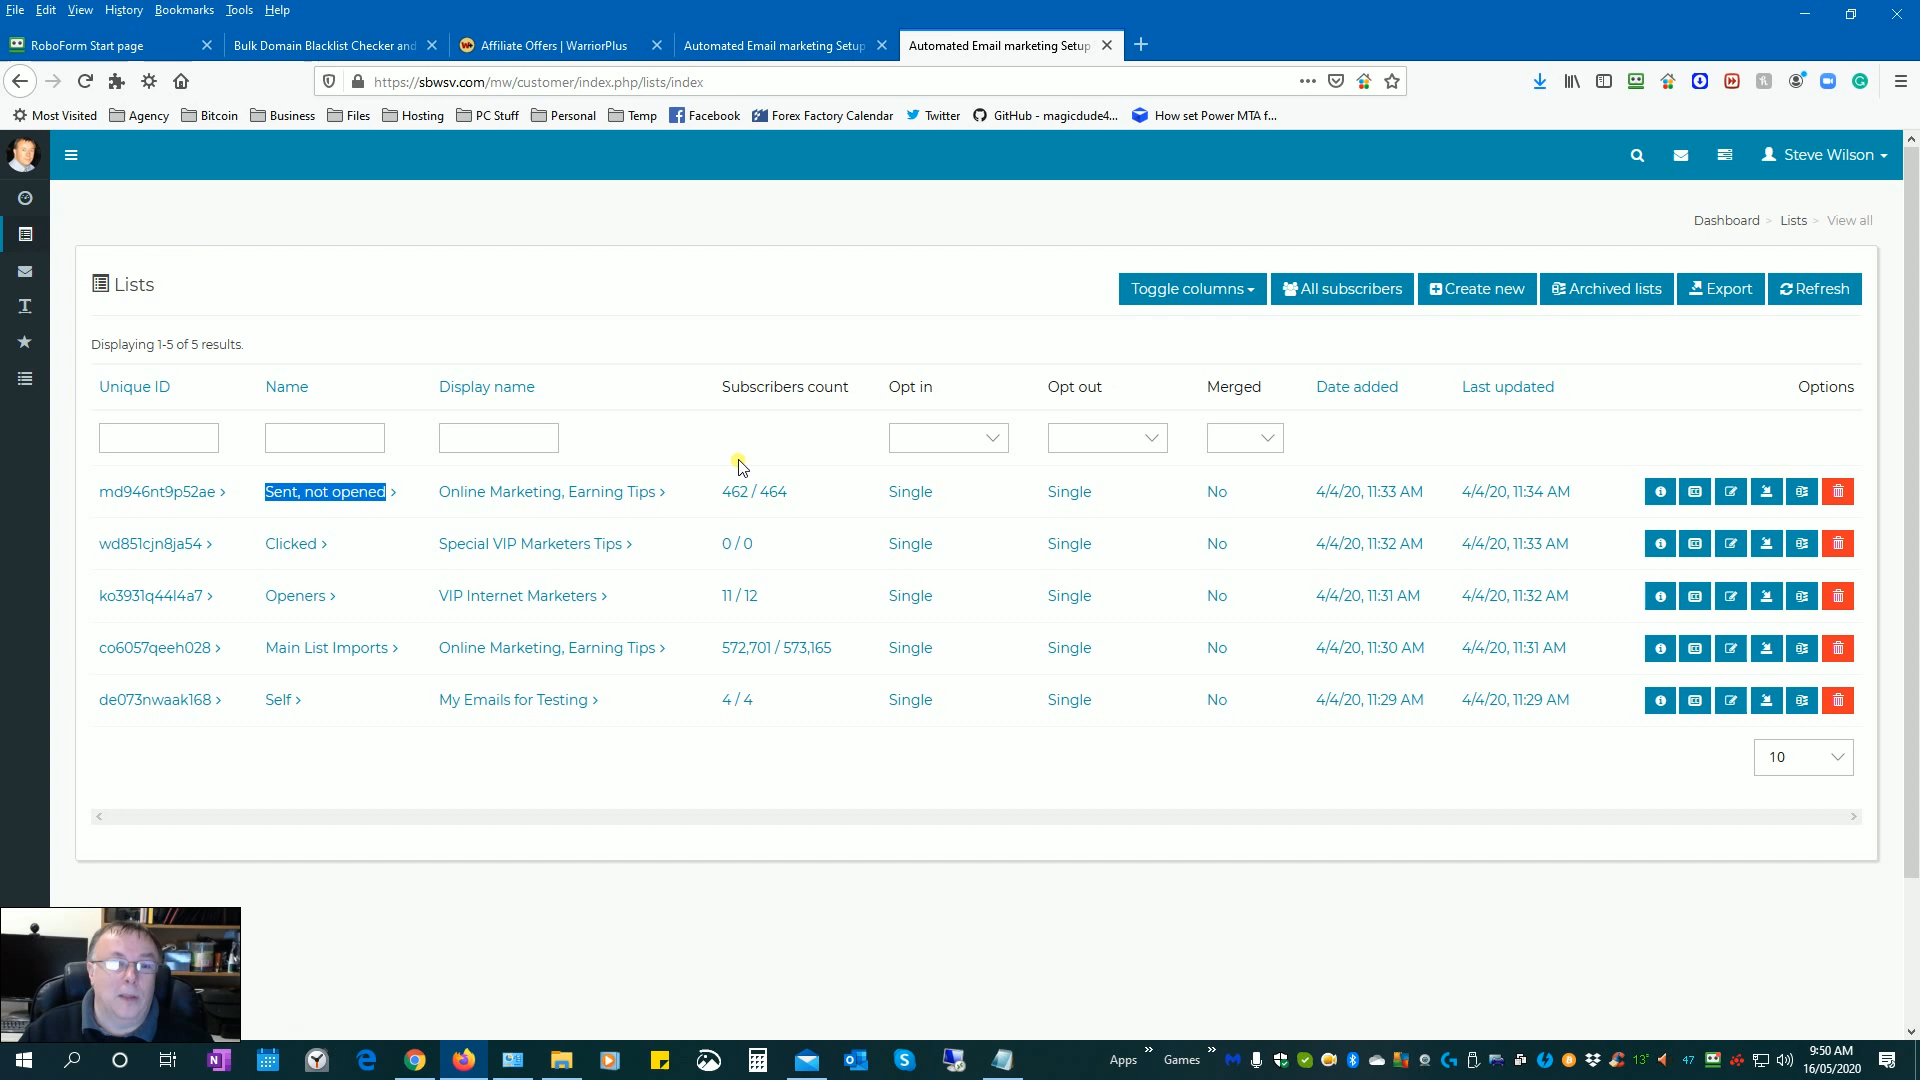 File Edit View History Bookmarks Tools Help
RoboForm Start page
Bulk Domain Blacklist Checker and
Affiliate Offers | WarriorPlus
Automated Email marketing Setup
Automated Email marketing Setup
https://sbwsv.com/mw/customer/index.php/lists/index
Most Visited Agency Bitcoin Business Files Hosting PC Stuff Personal Temp Facebook Forex Factory Calendar Twitter GitHub - magicdude4... How set Power MTA f...
Steve Wilson
Dashboard > Lists > View all
Lists
Toggle columns All subscribers Create new Archived lists Export Refresh
Displaying 1-5 of 5 results.
Unique ID Name Display name Subscribers count Opt in Opt out Merged Date added Last updated Options
md946nt9p52ae > Sent, not opened > Online Marketing, Earning Tips > 462 / 464 Single Single No 4/4/20, 11:33 AM 4/4/20, 11:34 AM
wd851cjn8ja54 > Clicked > Special VIP Marketers Tips > 0 / 0 Single Single No 4/4/20, 11:32 AM 4/4/20, 11:33 AM
ko3931q44l4a7 > Openers > VIP Internet Marketers > 11 / 12 Single Single No 4/4/20, 11:31 AM 4/4/20, 11:32 AM
co6057qeeh028 > Main List Imports > Online Marketing, Earning Tips > 572,701 / 573,165 Single Single No 4/4/20, 11:30 AM 4/4/20, 11:31 AM
de073nwaak168 > Self > My Emails for Testing > 4 / 4 Single Single No 4/4/20, 11:29 AM 4/4/20, 11:29 AM
10
Apps » Games » 13° 47 9:50 AM
16/05/2020